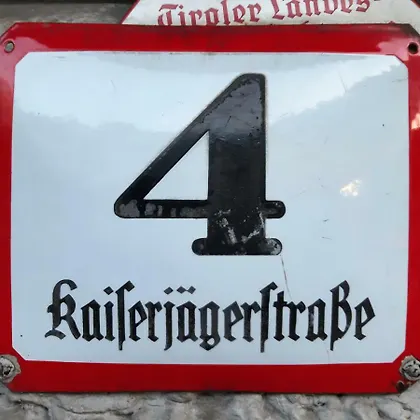 Tiroler Landes-
4
Kaiserjägerstraße